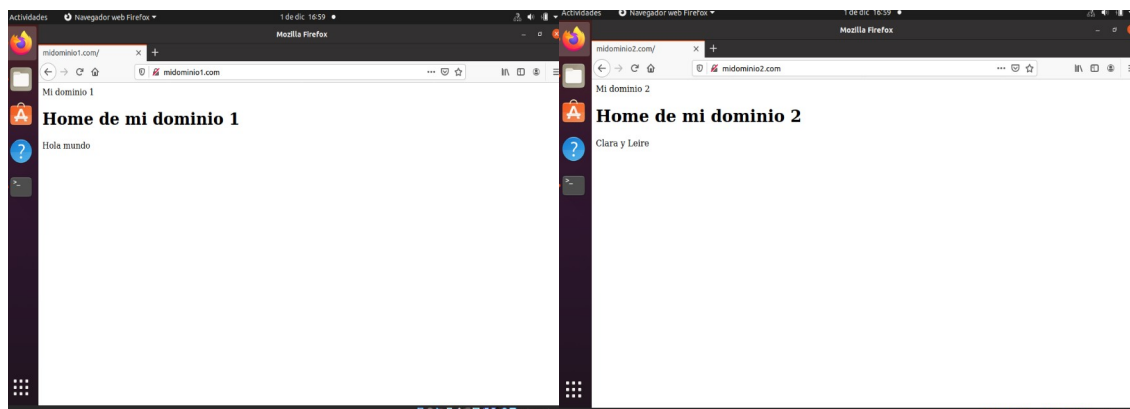 Actividades Navegador web Firefox 1 de dic 16:59
Mozilla Firefox
midominio1.com/
midominio1.com
Mi dominio 1
Home de mi dominio 1
Hola mundo
Actividades Navegador web Firefox 1 de dic 16:59
Mozilla Firefox
midominio2.com/
midominio2.com
Mi dominio 2
Home de mi dominio 2
Clara y Leire